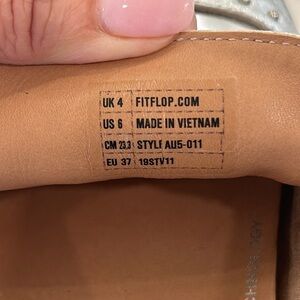 UK 4 FITFLOP.COM
US 6 MADE IN VIETNAM
CM 23.3 STYLE AU5-011
EU 37 19STV11